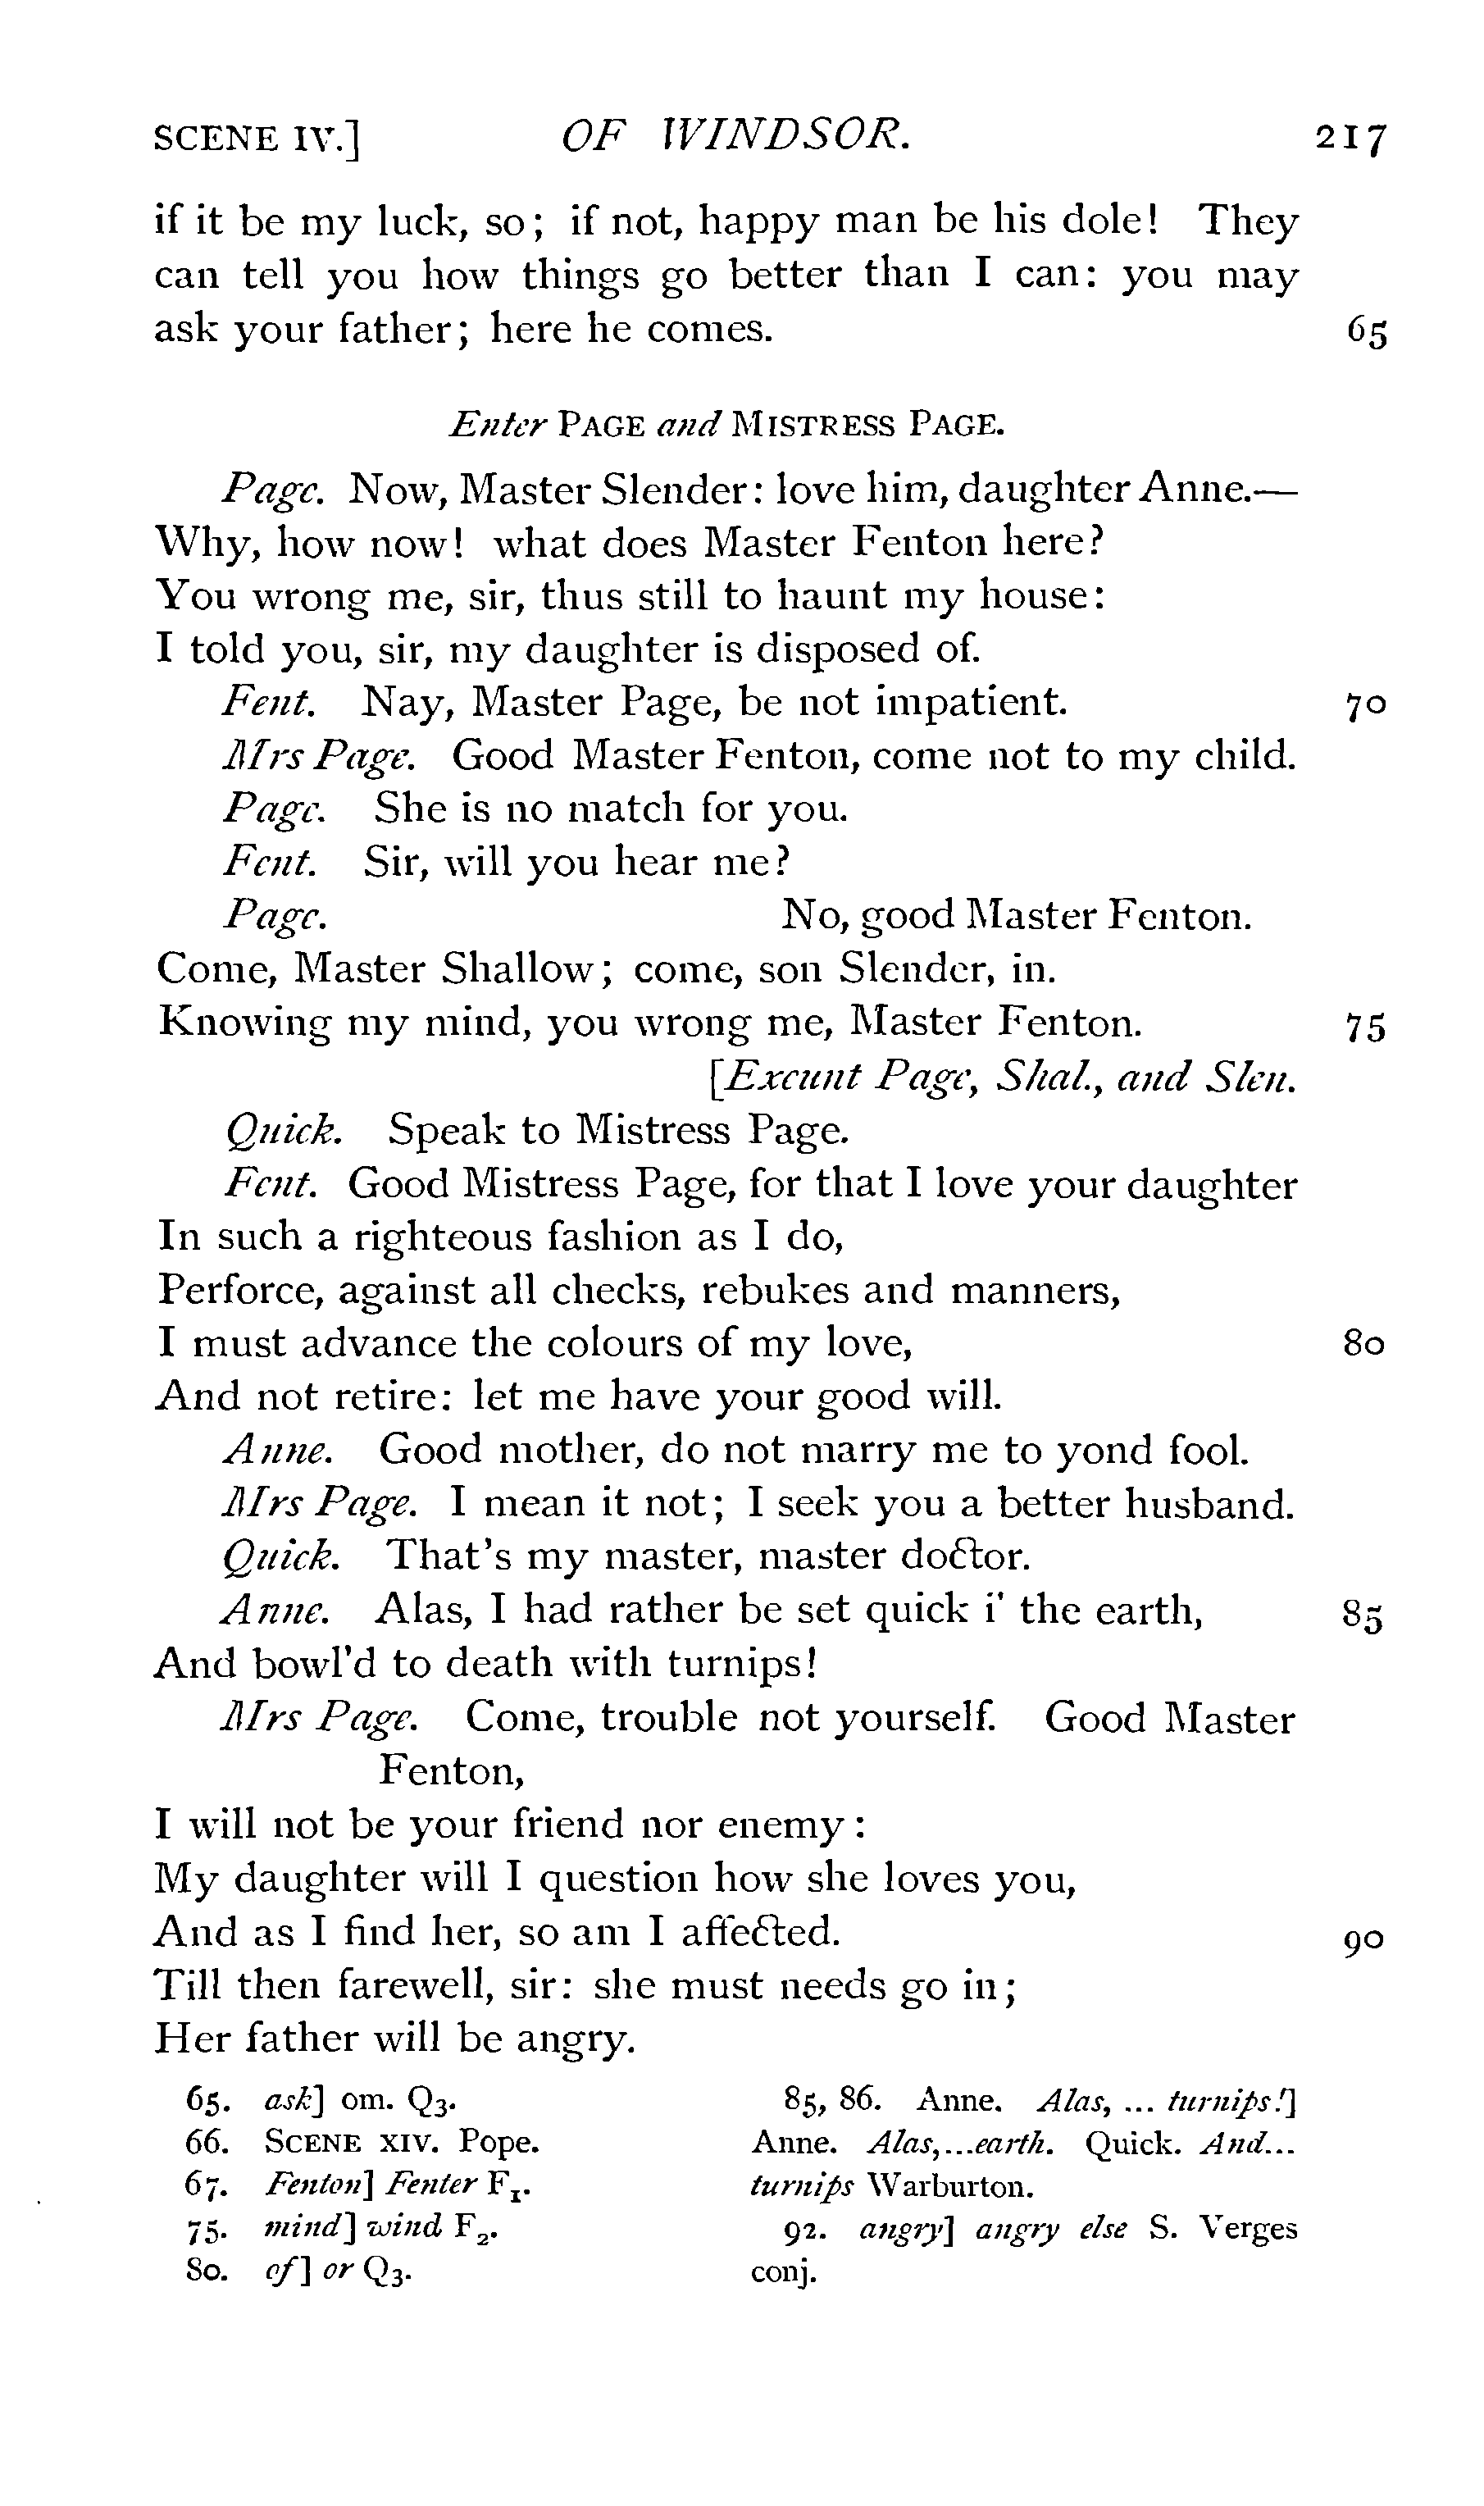 SCENE IV.] OF WINDSOR. 217
if it be my luck, so; if not, happy man be his dole! They
can tell you how things go better than I can: you may
ask your father; here he comes. 65
Enter PAGE and MISTRESS PAGE.
Page. Now, Master Slender: love him, daughter Anne.—
Why, how now! what does Master Fenton here?
You wrong me, sir, thus still to haunt my house:
I told you, sir, my daughter is disposed of.
Fent. Nay, Master Page, be not impatient. 70
Mrs Page. Good Master Fenton, come not to my child.
Page. She is no match for you.
Fent. Sir, will you hear me?
Page. No, good Master Fenton.
Come, Master Shallow; come, son Slender, in.
Knowing my mind, you wrong me, Master Fenton. 75
[Exeunt Page, Shal., and Slen.
Quick. Speak to Mistress Page.
Fent. Good Mistress Page, for that I love your daughter
In such a righteous fashion as I do,
Perforce, against all checks, rebukes and manners,
I must advance the colours of my love, 80
And not retire: let me have your good will.
Anne. Good mother, do not marry me to yond fool.
Mrs Page. I mean it not; I seek you a better husband.
Quick. That's my master, master doctor.
Anne. Alas, I had rather be set quick i' the earth, 85
And bowl'd to death with turnips!
Mrs Page. Come, trouble not yourself. Good Master
Fenton,
I will not be your friend nor enemy:
My daughter will I question how she loves you,
And as I find her, so am I affected. 90
Till then farewell, sir: she must needs go in;
Her father will be angry.
65. ask] om. Q3.
66. SCENE XIV. Pope.
67. Fenton] Fenter F1.
75. mind] wind F2.
80. of] or Q3.
85, 86. Anne. Alas, ... turnips!]
Anne. Alas,...earth. Quick. And...
turnips Warburton.
92. angry] angry else S. Verges
conj.